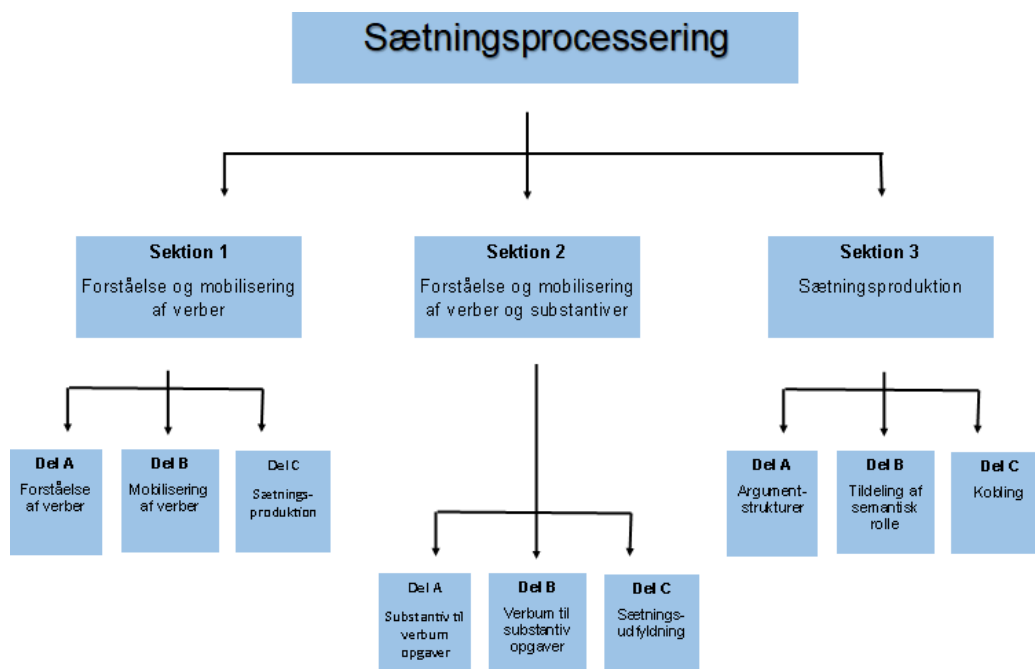 Sætningsprocessering
Sektion 1
Forståelse og mobilisering
af verber
Sektion 2
Forståelse og mobilisering
af verber og substantiver
Sektion 3
Sætningsproduktion
Del A
Forståelse
af verber
Del B
Mobilisering
af verber
Del C
Sætnings-
produktion
Del A
Argument-
strukturer
Del B
Tildeling af
semantisk
rolle
Del C
Kobling
Del A
Substantiv til
verbum
opgaver
Del B
Verbum til
substantiv
opgaver
Del C
Sætnings-
udfyldning